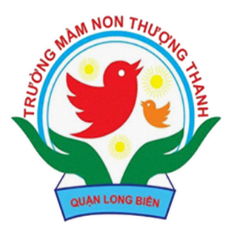 TRƯỜNG MẦM NON THƯỢNG THANH
QUẬN LONG BIÊN